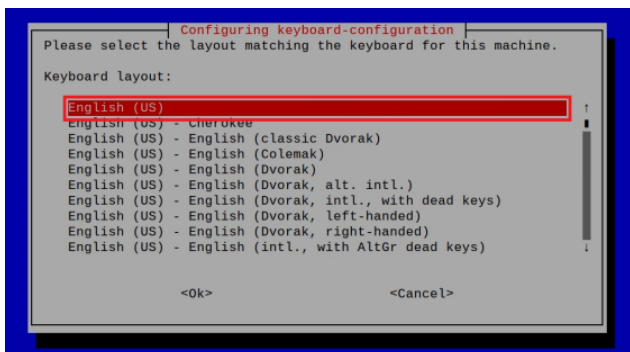 Configuring keyboard-configuration
Please select the layout matching the keyboard for this machine.
Keyboard layout:
English (US)
English (US) - Cherokee
English (US) - English (classic Dvorak)
English (US) - English (Colemak)
English (US) - English (Dvorak)
English (US) - English (Dvorak, alt. intl.)
English (US) - English (Dvorak, intl., with dead keys)
English (US) - English (Dvorak, left-handed)
English (US) - English (Dvorak, right-handed)
English (US) - English (intl., with AltGr dead keys)
<Ok> <Cancel>